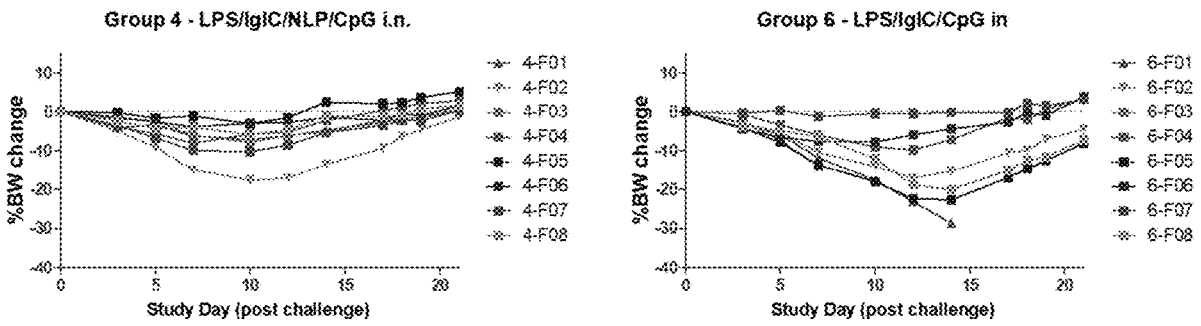 Group 4 - LPS/IglC/NLP/CpG i.n.
%BW change
10
0
-10
-20
-30
-40
0
5
10
15
20
Study Day (post challenge)
4-F01
4-F02
4-F03
4-F04
4-F05
4-F06
4-F07
4-F08
Group 6 - LPS/IglC/CpG in
%BW change
10
0
-10
-20
-30
-40
0
5
10
15
20
Study Day (post challenge)
6-F01
6-F02
6-F03
6-F04
6-F05
6-F06
6-F07
6-F08